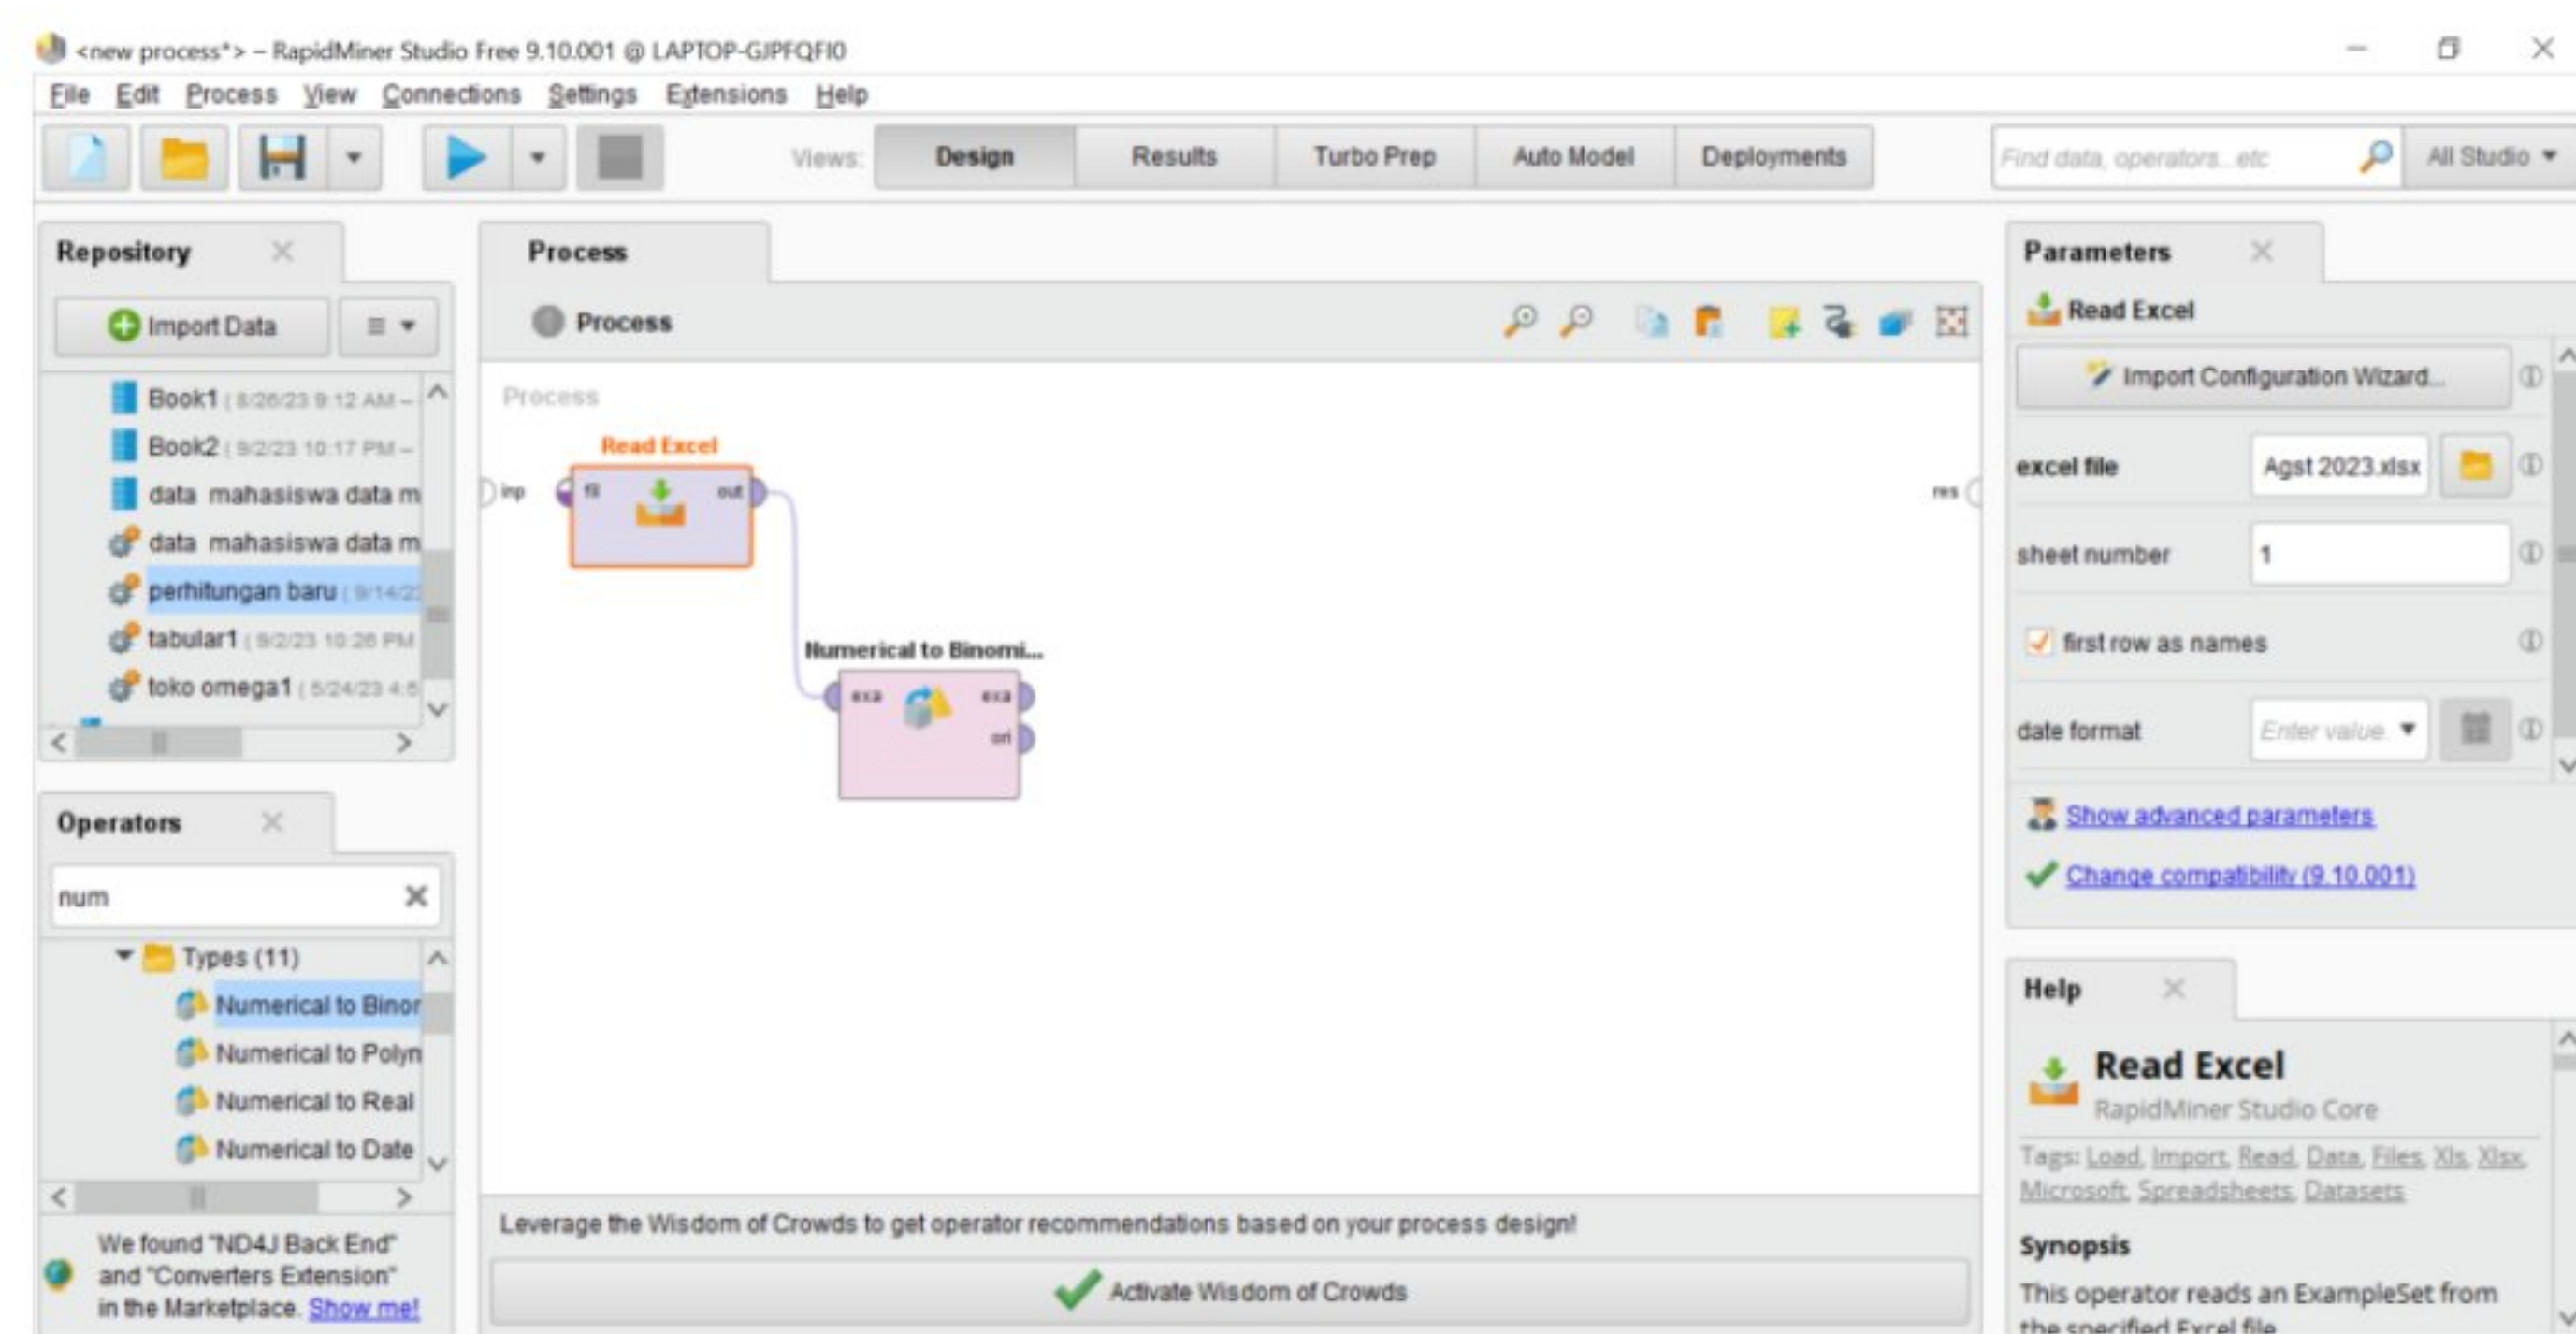 <new process*> – RapidMiner Studio Free 9.10.001 @ LAPTOP-GJPFQFI0
File Edit Process View Connections Settings Extensions Help
Views: Design Results Turbo Prep Auto Model Deployments
Find data, operators...etc All Studio
Repository
Import Data
Book1 ( 8/26/23 9:12 AM –
Book2 ( 9/2/23 10:17 PM –
data mahasiswa data m
data mahasiswa data m
perhitungan baru ( 9/14/23
tabular1 ( 9/2/23 10:26 PM
toko omega1 ( 5/24/23 4:5
Operators
num
Types (11)
Numerical to Binor
Numerical to Polyn
Numerical to Real
Numerical to Date
We found "ND4J Back End"
and "Converters Extension"
in the Marketplace. Show me!
Process
Process
Process
Read Excel
inp fil out res
Numerical to Binomi...
exa exa
ori
Leverage the Wisdom of Crowds to get operator recommendations based on your process design!
Activate Wisdom of Crowds
Parameters
Read Excel
Import Configuration Wizard...
excel file Agst 2023.xlsx
sheet number 1
first row as names
date format Enter value.
Show advanced parameters
Change compatibility (9.10.001)
Help
Read Excel
RapidMiner Studio Core
Tags: Load, Import, Read, Data, Files, Xls, Xlsx,
Microsoft, Spreadsheets, Datasets
Synopsis
This operator reads an ExampleSet from
the specified Excel file.